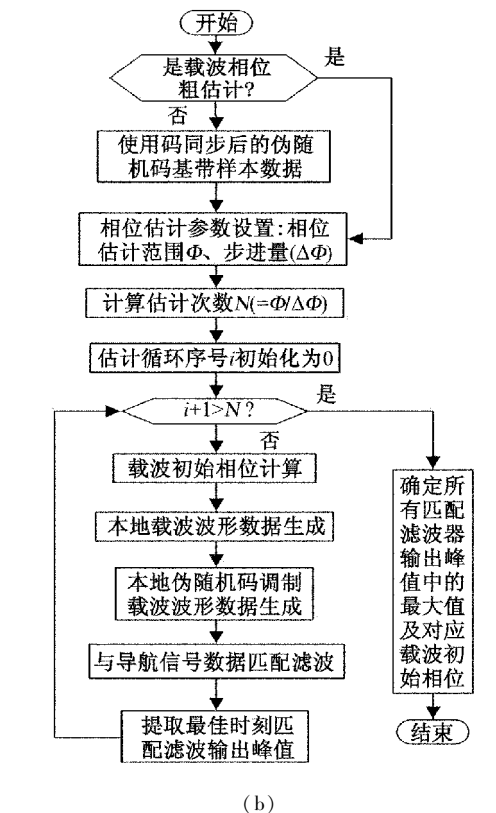 开始
是载波相位
粗估计?
是
否
使用码同步后的伪随
机码基带样本数据
相位估计参数设置:相位
估计范围Φ、步进量(ΔΦ)
计算估计次数N(=Φ/ΔΦ)
估计循环序号i初始化为0
i+1>N?
是
否
载波初始相位计算
本地载波波形数据生成
本地伪随机码调制
载波波形数据生成
与导航信号数据匹配滤波
提取最佳时刻匹
配滤波输出峰值
确定所
有匹配
滤波器
输出峰
值中的
最大值
及对应
载波初
始相位
结束
(b)